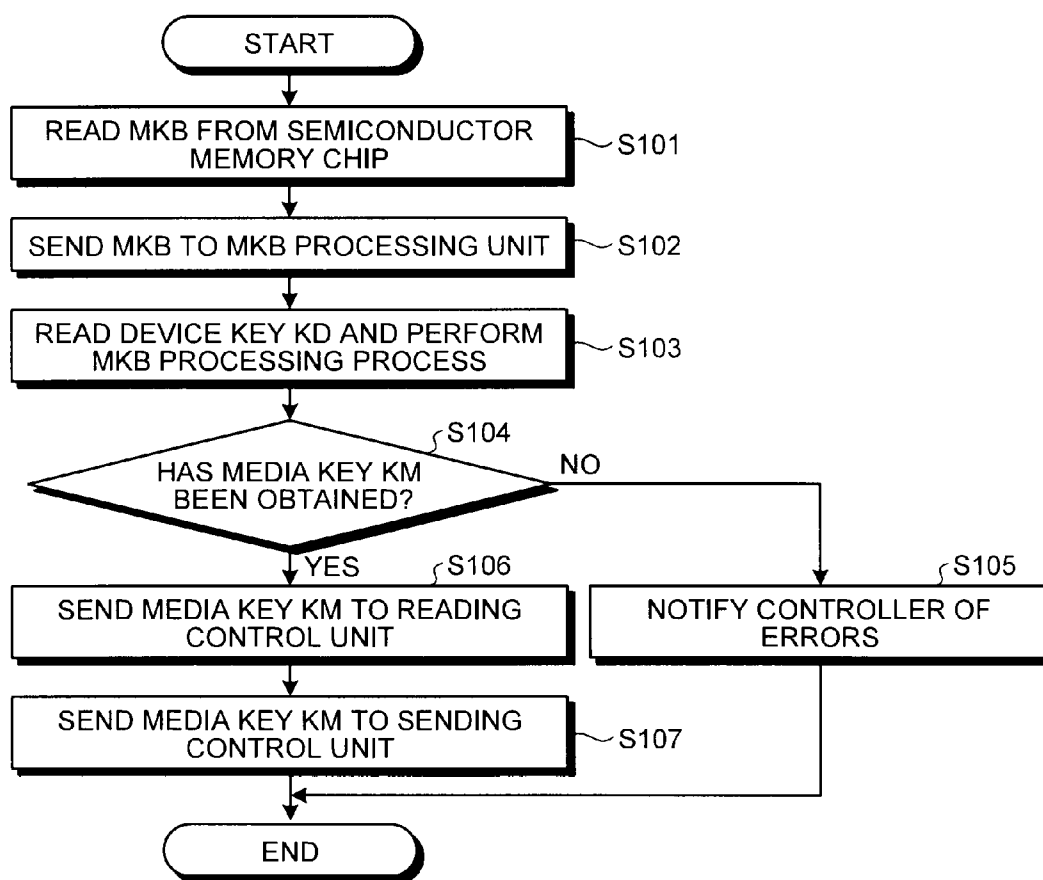 START
READ MKB FROM SEMICONDUCTOR
MEMORY CHIP
S101
SEND MKB TO MKB PROCESSING UNIT
S102
READ DEVICE KEY KD AND PERFORM
MKB PROCESSING PROCESS
S103
S104
HAS MEDIA KEY KM
BEEN OBTAINED?
NO
YES
S106
SEND MEDIA KEY KM TO READING
CONTROL UNIT
S105
NOTIFY CONTROLLER OF
ERRORS
SEND MEDIA KEY KM TO SENDING
CONTROL UNIT
S107
END